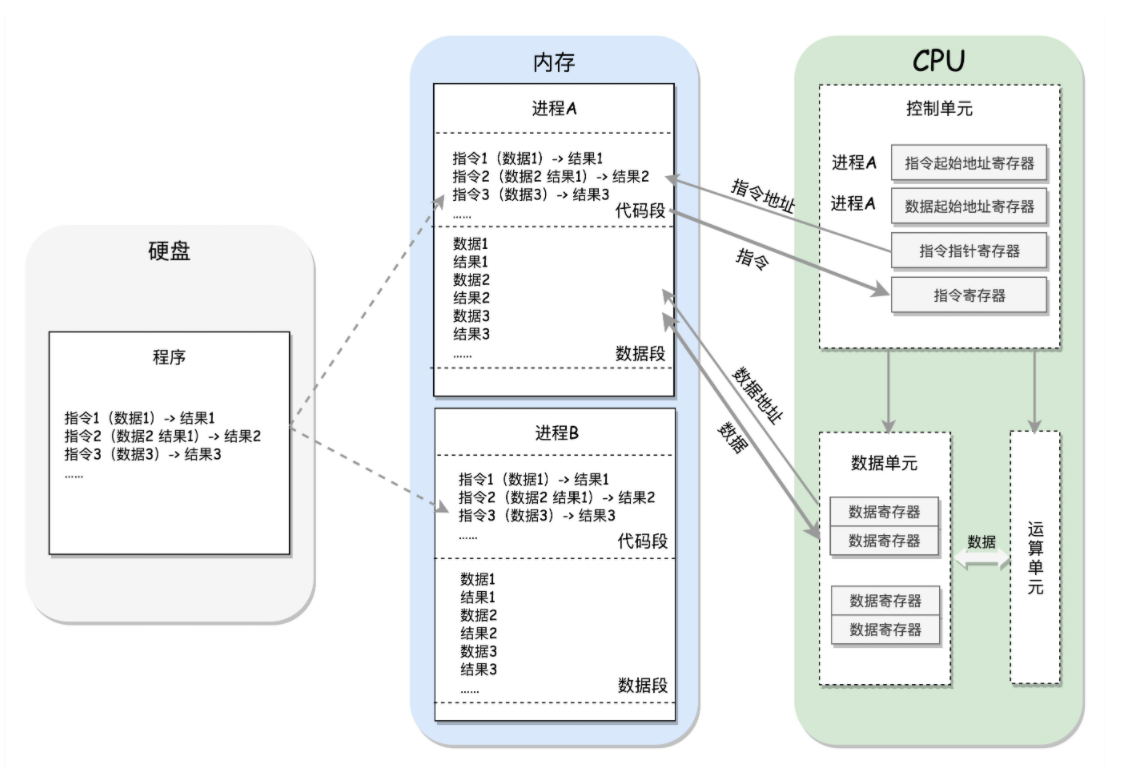 硬盘
程序
指令1（数据1）-> 结果1
指令2（数据2 结果1）-> 结果2
指令3（数据3）-> 结果3
......
内存
进程A
指令1（数据1）-> 结果1
指令2（数据2 结果1）-> 结果2
指令3（数据3）-> 结果3
......
代码段
数据1
结果1
数据2
结果2
数据3
结果3
......
数据段
进程B
指令1（数据1）-> 结果1
指令2（数据2 结果1）-> 结果2
指令3（数据3）-> 结果3
......
代码段
数据1
结果1
数据2
结果2
数据3
结果3
......
数据段
指令地址
指令
数据地址
数据
CPU
控制单元
进程A 指令起始地址寄存器
进程A 数据起始地址寄存器
指令指针寄存器
指令寄存器
数据单元
数据寄存器
数据寄存器
数据寄存器
数据寄存器
数据
运算单元